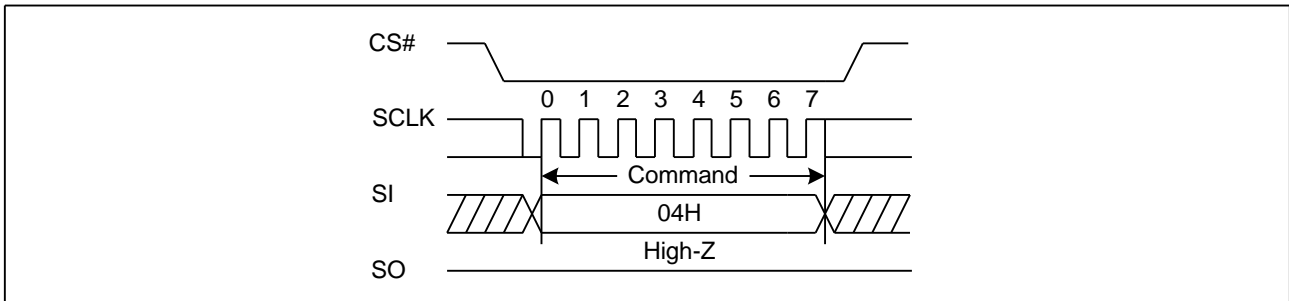 CS#
0 1 2 3 4 5 6 7
SCLK
Command
SI
04H
High-Z
SO